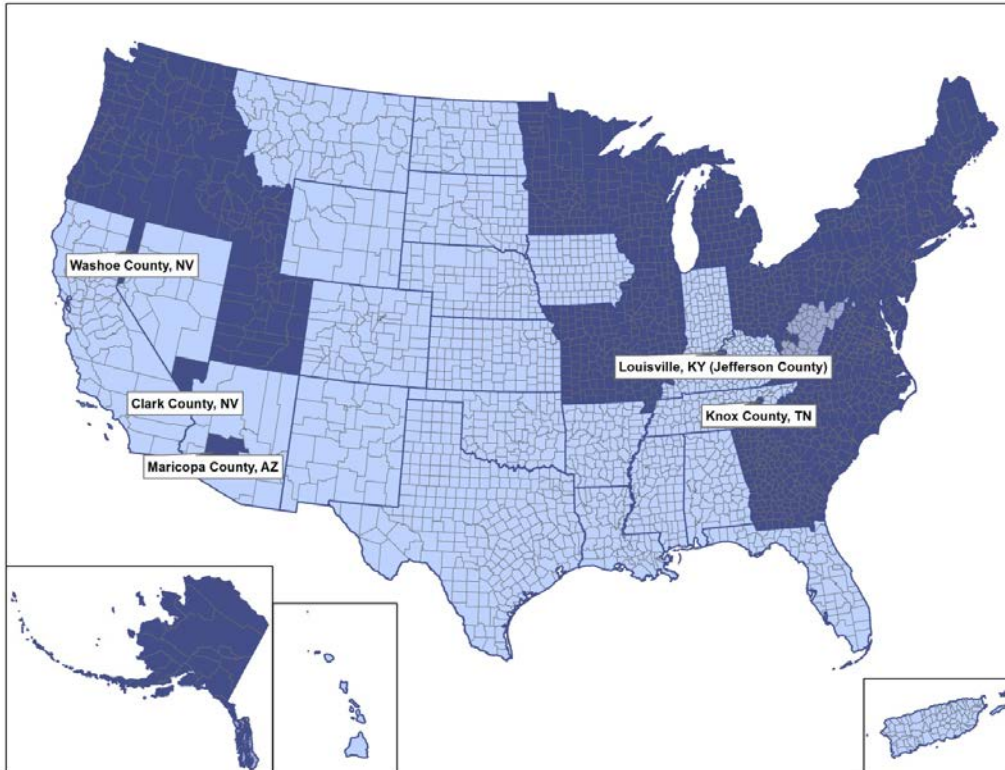 Washoe County, NV
Louisville, KY (Jefferson County)
Clark County, NV
Knox County, TN
Maricopa County, AZ